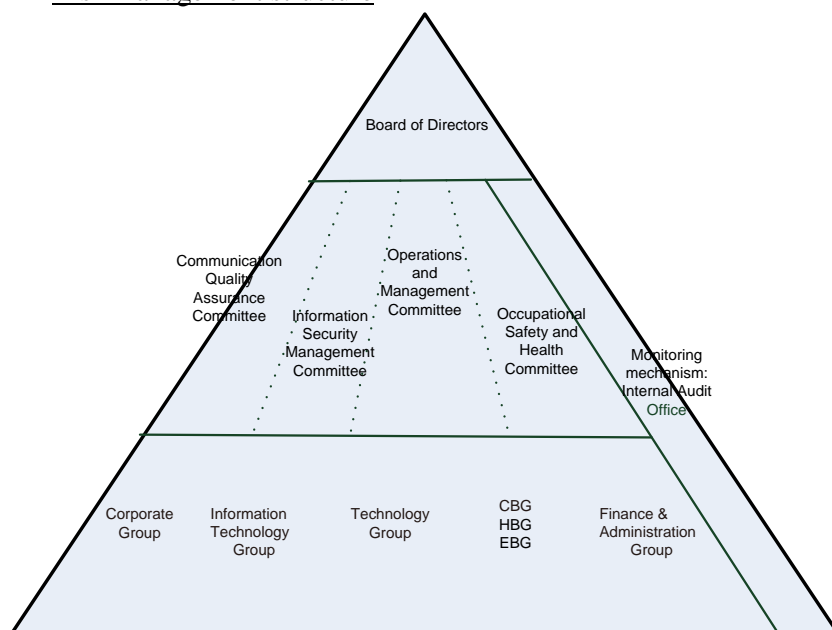 Board of Directors
Communication
Quality
Assurance
Committee
Information
Security
Management
Committee
Operations
and
Management
Committee
Occupational
Safety and
Health
Committee
Monitoring
mechanism:
Internal Audit
Office
Corporate
Group
Information
Technology
Group
Technology
Group
CBG
HBG
EBG
Finance &
Administration
Group